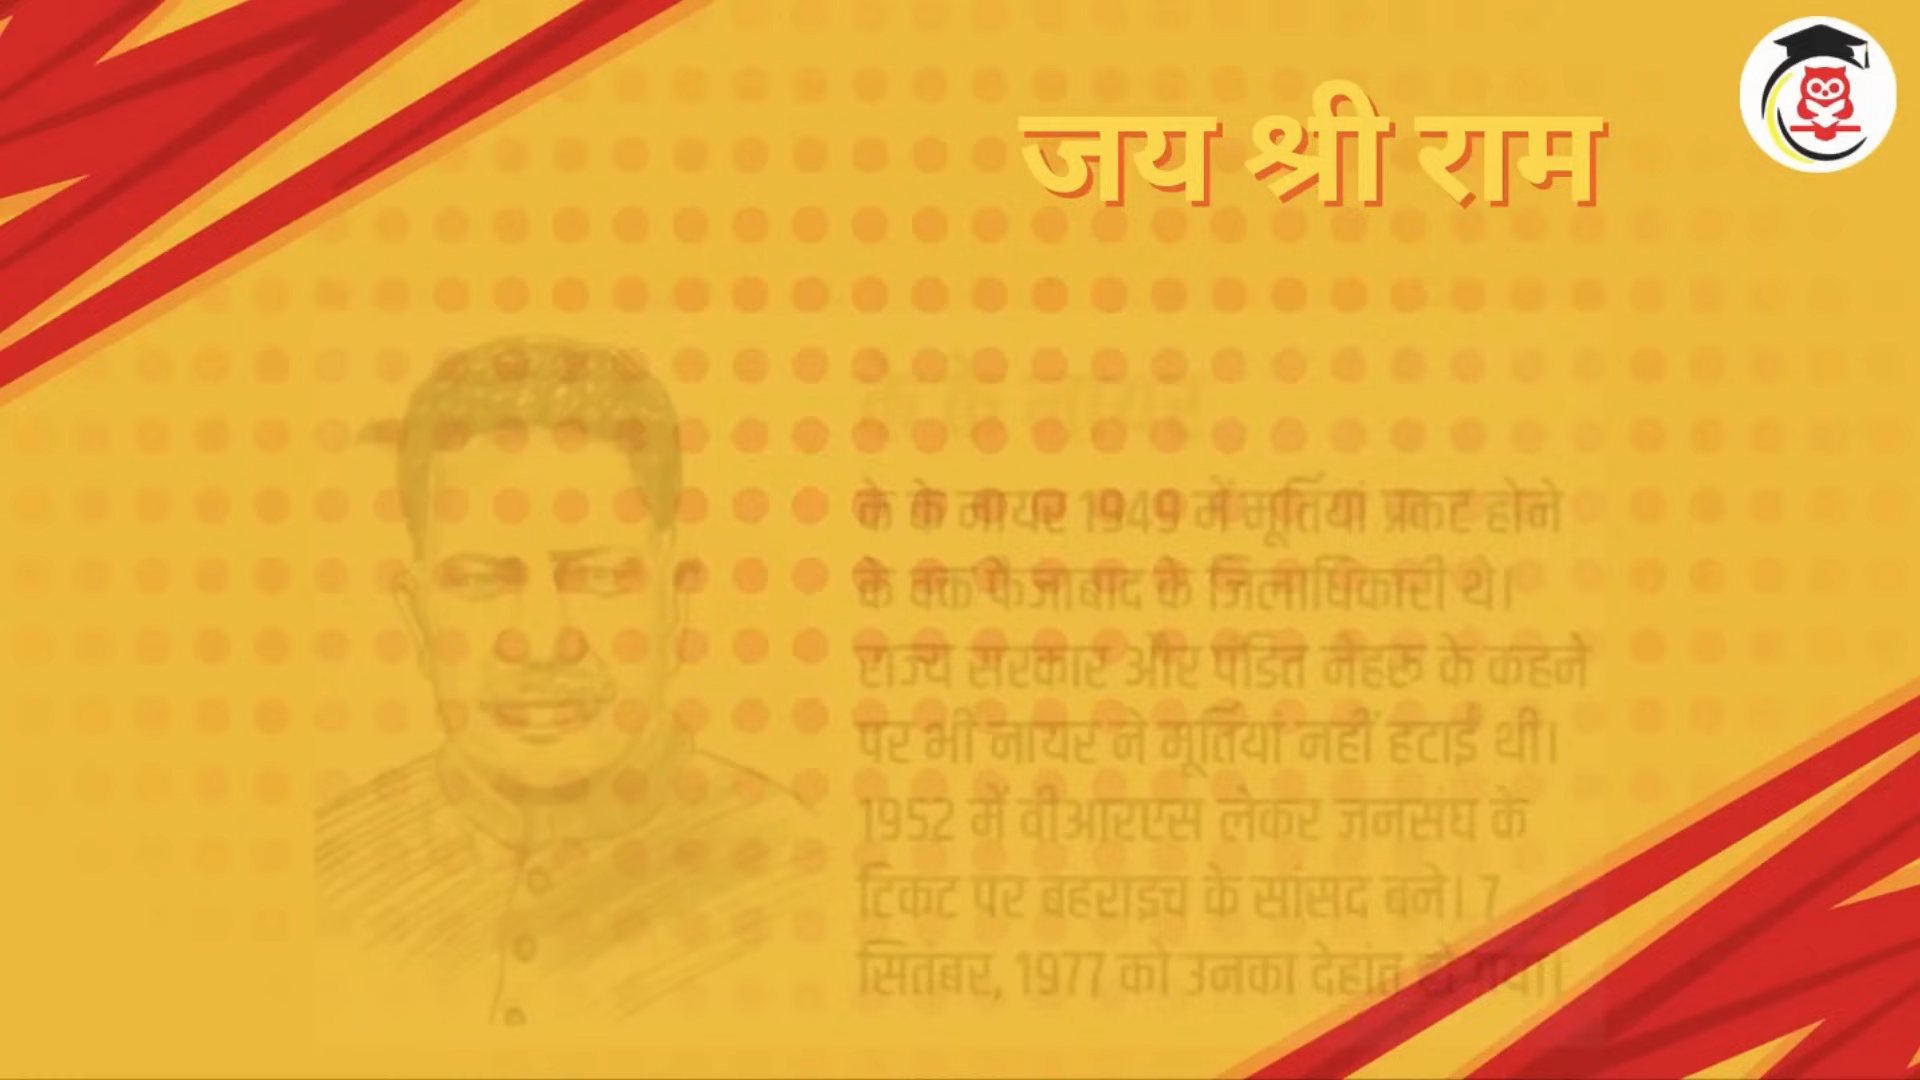 जय श्री राम
के के नायर
के के नायर 1949 में मूर्तियां प्रकट होने
के वक्त फैजाबाद के जिलाधिकारी थे।
राज्य सरकार और पंडित नेहरू के कहने
पर भी नायर ने मूर्तियां नहीं हटाई थी।
1952 में वीआरएस लेकर जनसंघ के
टिकट पर बहराइच के सांसद बने। 7
सितंबर, 1977 को उनका देहांत हो गया।